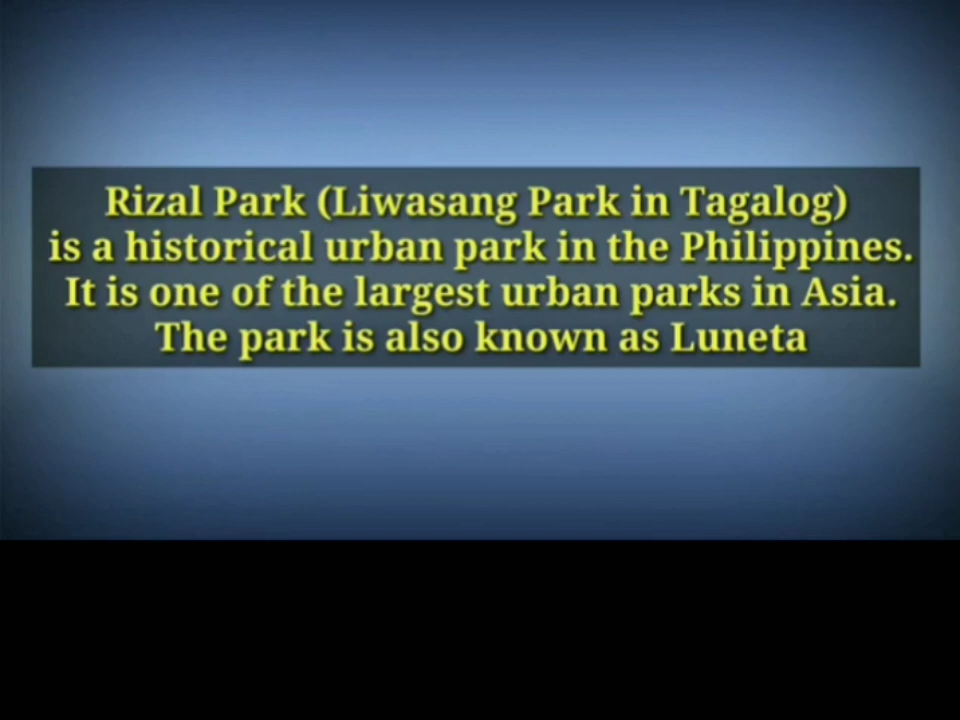 Rizal Park (Liwasang Park in Tagalog)
is a historical urban park in the Philippines.
It is one of the largest urban parks in Asia.
The park is also known as Luneta